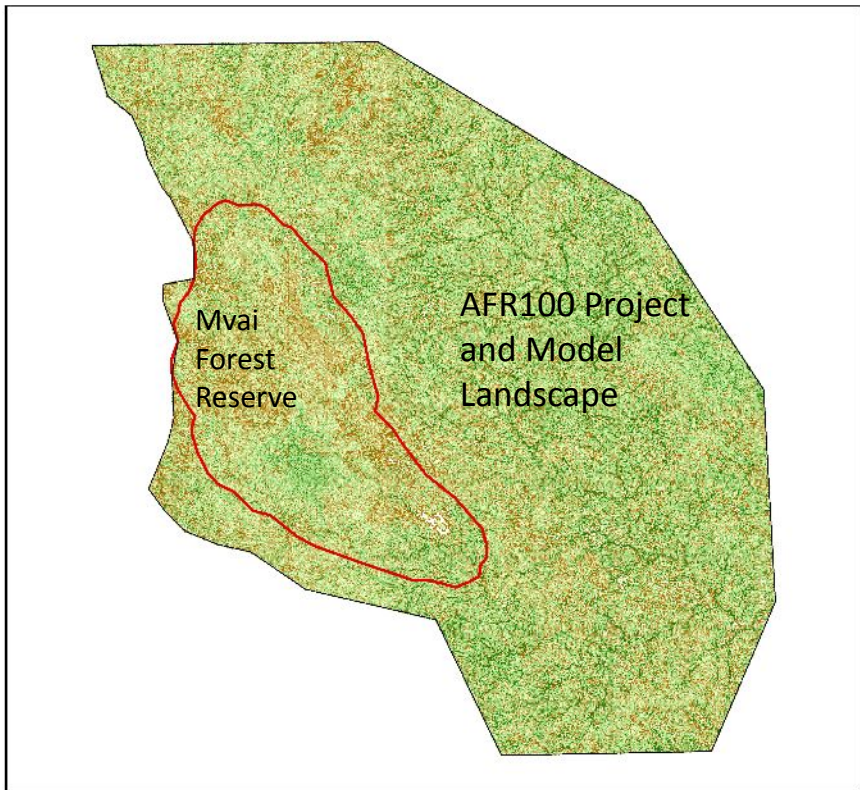 Mvai
Forest
Reserve
AFR100 Project
and Model
Landscape